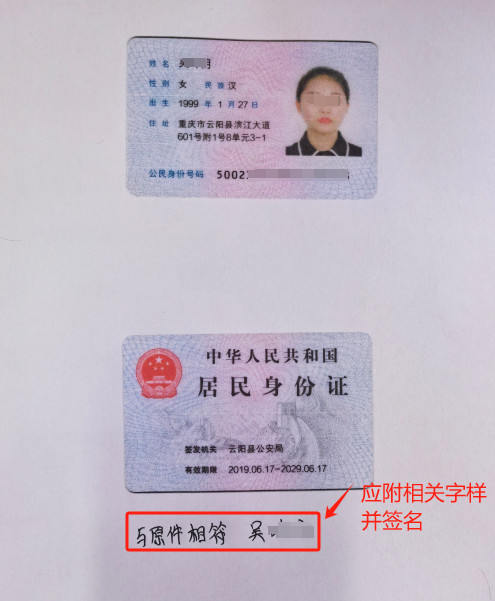 姓名
性别 女 民族 汉
出生 1999 年 1 月 27 日
住址 重庆市云阳县滨江大道
601号附1号8单元3-1
公民身份号码 5002
中华人民共和国
居民身份证
签发机关 云阳县公安局
有效期限 2019.06.17-2029.06.17
应附相关字样
并签名
与原件相符 吴